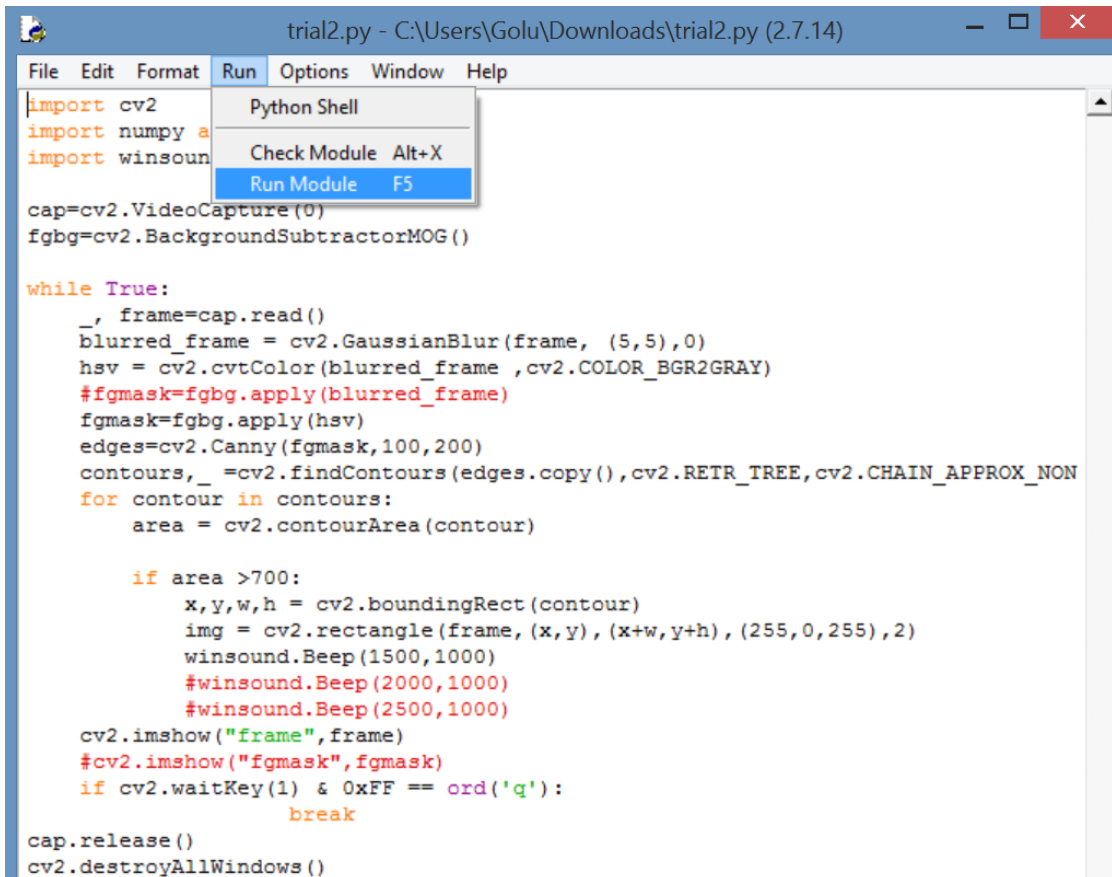 trial2.py - C:\Users\Golu\Downloads\trial2.py (2.7.14)
File Edit Format Run Options Window Help
Python Shell
Check Module Alt+X
Run Module F5
import cv2
import numpy a
import winsoun
cap=cv2.VideoCapture(0)
fgbg=cv2.BackgroundSubtractorMOG()
while True:
    _, frame=cap.read()
    blurred_frame = cv2.GaussianBlur(frame, (5,5),0)
    hsv = cv2.cvtColor(blurred_frame ,cv2.COLOR_BGR2GRAY)
    #fgmask=fgbg.apply(blurred_frame)
    fgmask=fgbg.apply(hsv)
    edges=cv2.Canny(fgmask,100,200)
    contours,_ =cv2.findContours(edges.copy(),cv2.RETR_TREE,cv2.CHAIN_APPROX_NON
    for contour in contours:
        area = cv2.contourArea(contour)
        if area >700:
            x,y,w,h = cv2.boundingRect(contour)
            img = cv2.rectangle(frame,(x,y),(x+w,y+h),(255,0,255),2)
            winsound.Beep(1500,1000)
            #winsound.Beep(2000,1000)
            #winsound.Beep(2500,1000)
    cv2.imshow("frame",frame)
    #cv2.imshow("fgmask",fgmask)
    if cv2.waitKey(1) & 0xFF == ord('q'):
                    break
cap.release()
cv2.destroyAllWindows()